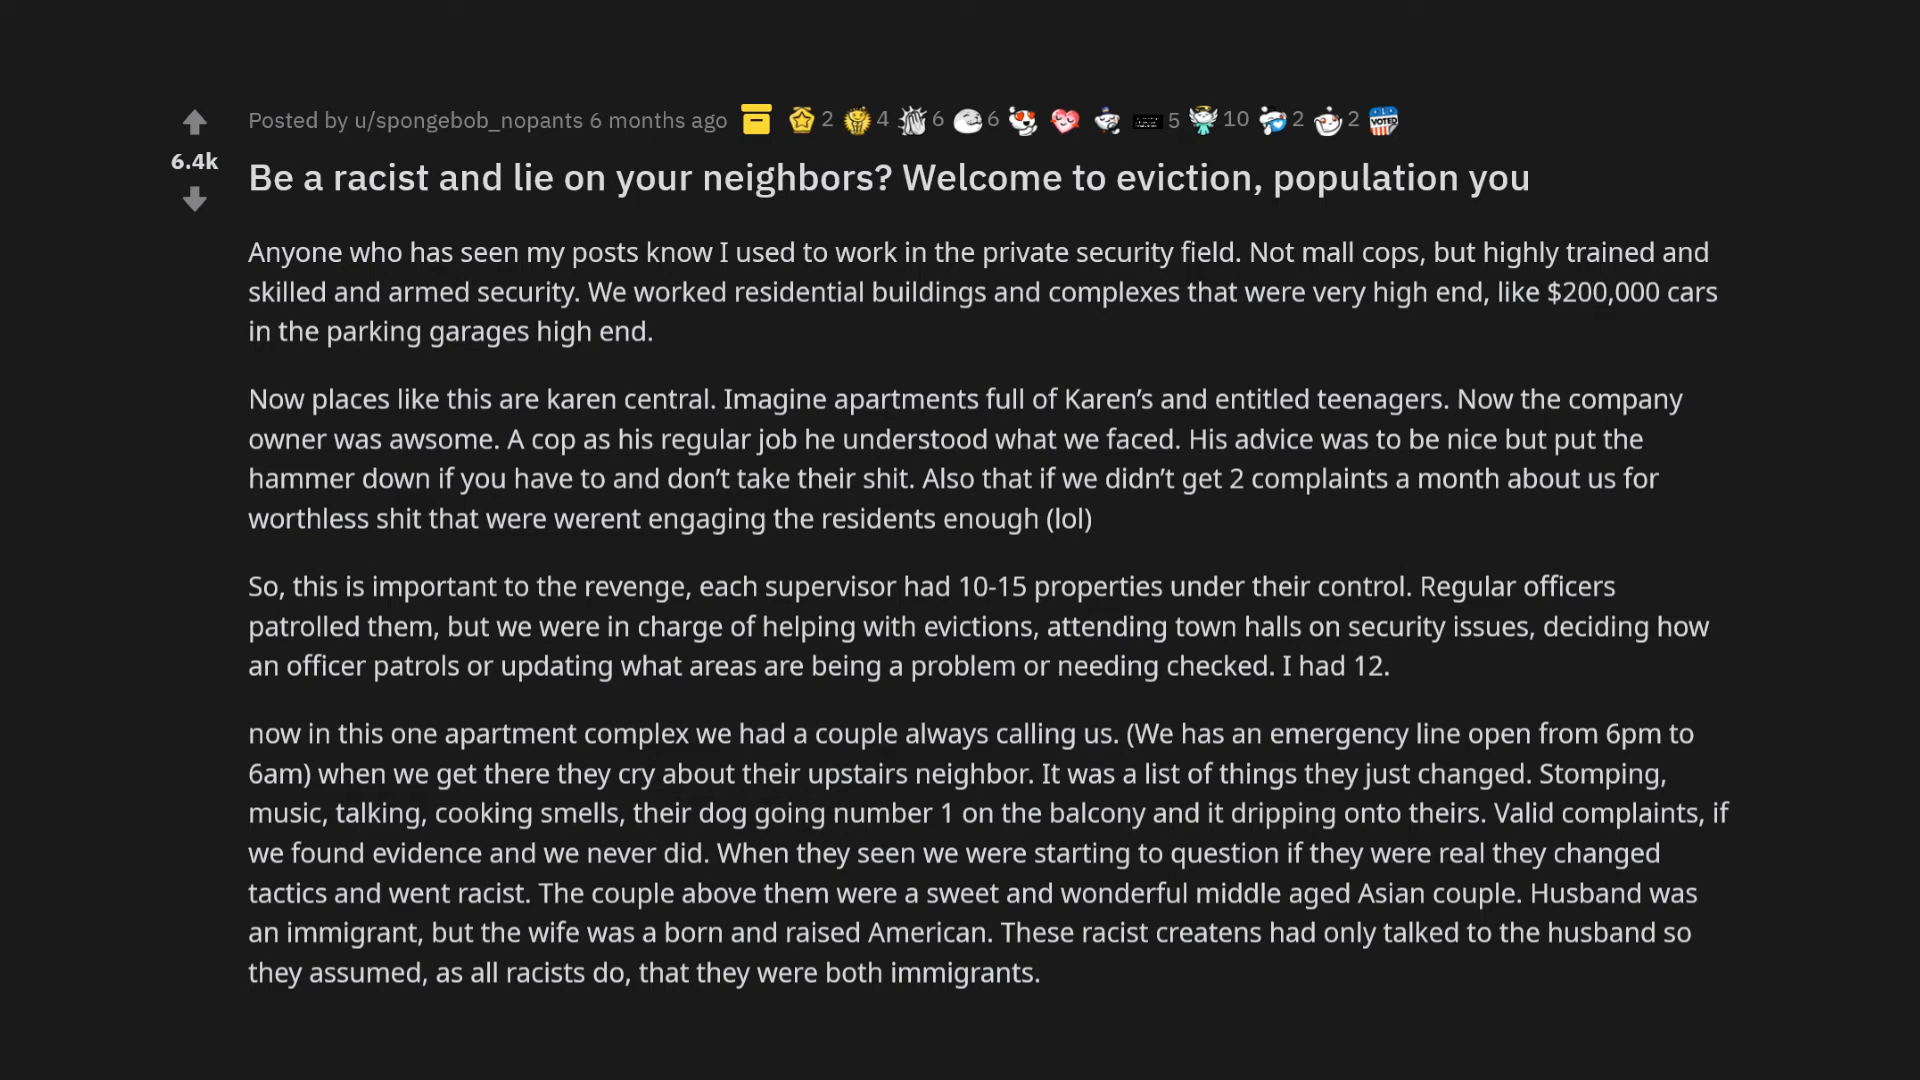 Posted by u/spongebob_nopants 6 months ago 2 4 6 6 5 10 2 2 VOTED
6.4k
Be a racist and lie on your neighbors? Welcome to eviction, population you
Anyone who has seen my posts know I used to work in the private security field. Not mall cops, but highly trained and
skilled and armed security. We worked residential buildings and complexes that were very high end, like $200,000 cars
in the parking garages high end.
Now places like this are karen central. Imagine apartments full of Karen’s and entitled teenagers. Now the company
owner was awsome. A cop as his regular job he understood what we faced. His advice was to be nice but put the
hammer down if you have to and don’t take their shit. Also that if we didn’t get 2 complaints a month about us for
worthless shit that were werent engaging the residents enough (lol)
So, this is important to the revenge, each supervisor had 10-15 properties under their control. Regular officers
patrolled them, but we were in charge of helping with evictions, attending town halls on security issues, deciding how
an officer patrols or updating what areas are being a problem or needing checked. I had 12.
now in this one apartment complex we had a couple always calling us. (We has an emergency line open from 6pm to
6am) when we get there they cry about their upstairs neighbor. It was a list of things they just changed. Stomping,
music, talking, cooking smells, their dog going number 1 on the balcony and it dripping onto theirs. Valid complaints, if
we found evidence and we never did. When they seen we were starting to question if they were real they changed
tactics and went racist. The couple above them were a sweet and wonderful middle aged Asian couple. Husband was
an immigrant, but the wife was a born and raised American. These racist createns had only talked to the husband so
they assumed, as all racists do, that they were both immigrants.